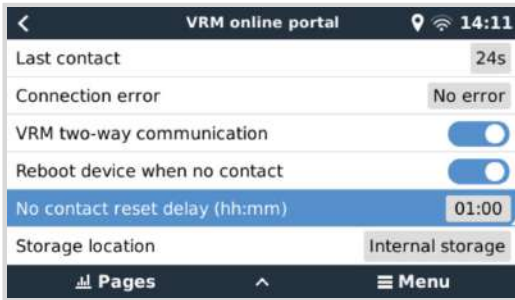 VRM online portal 14:11
Last contact 24s
Connection error No error
VRM two-way communication
Reboot device when no contact
No contact reset delay (hh:mm) 01:00
Storage location Internal storage
Pages Menu